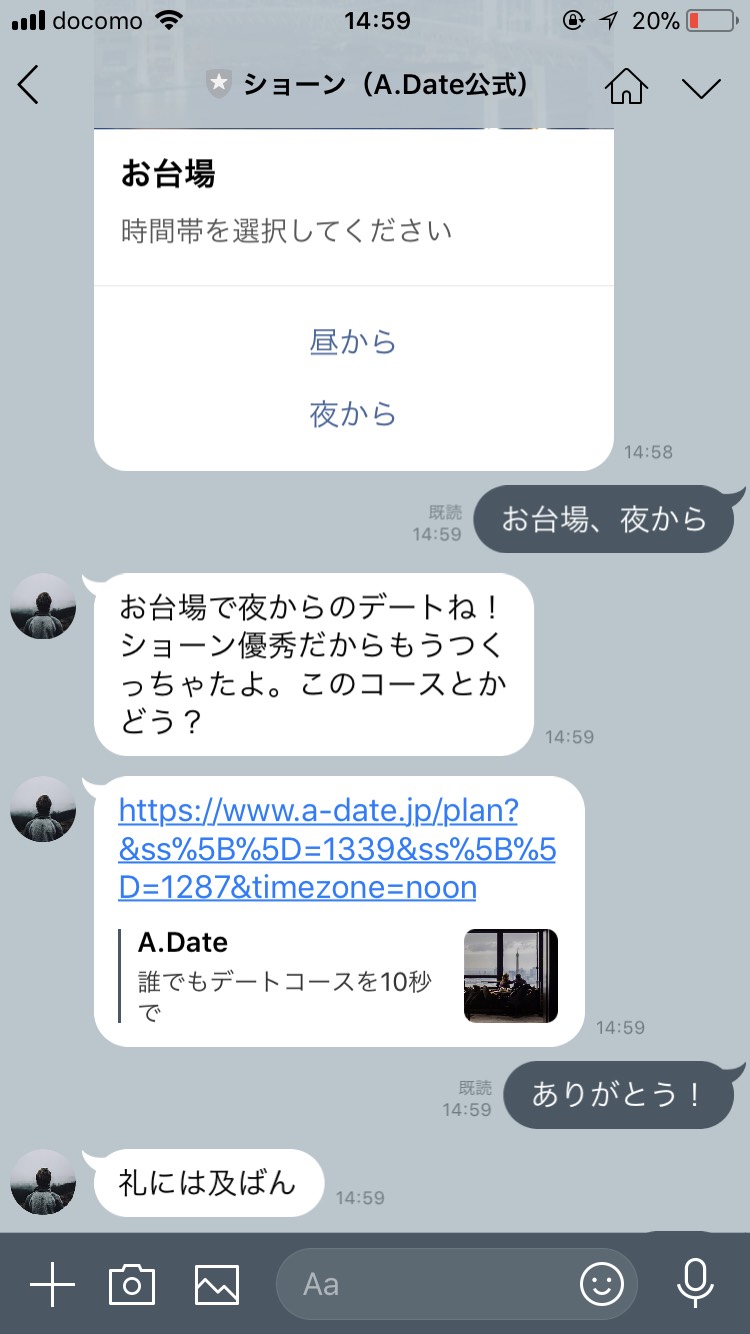 docomo 14:59 20%
ショーン（A.Date公式）
お台場
時間帯を選択してください
昼から
夜から
14:58
既読
14:59
お台場、夜から
お台場で夜からのデートね！
ショーン優秀だからもうつく
っちゃたよ。このコースとか
どう？
14:59
https://www.a-date.jp/plan?
&ss%5B%5D=1339&ss%5B%5
D=1287&timezone=noon
A.Date
誰でもデートコースを10秒
で
14:59
既読
14:59
ありがとう！
礼には及ばん
14:59
Aa